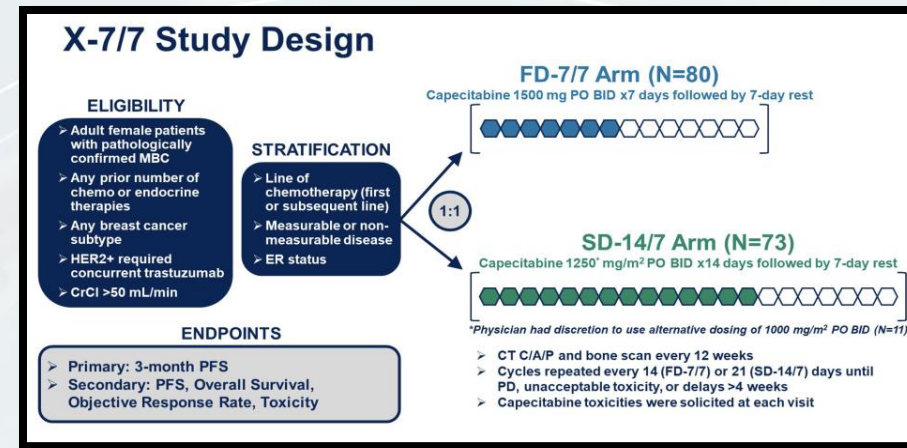 X-7/7 Study Design
ELIGIBILITY
➤ Adult female patients
with pathologically
confirmed MBC
➤ Any prior number of
chemo or endocrine
therapies
➤ Any breast cancer
subtype
➤ HER2+ required
concurrent trastuzumab
➤ CrCl >50 mL/min
STRATIFICATION
➤ Line of
chemotherapy (first
or subsequent line)
➤ Measurable or non-
measurable disease
➤ ER status
1:1
FD-7/7 Arm (N=80)
Capecitabine 1500 mg PO BID x7 days followed by 7-day rest
SD-14/7 Arm (N=73)
Capecitabine 1250* mg/m² PO BID x14 days followed by 7-day rest
*Physician had discretion to use alternative dosing of 1000 mg/m² PO BID (N=11)
ENDPOINTS
➤ Primary: 3-month PFS
➤ Secondary: PFS, Overall Survival,
Objective Response Rate, Toxicity
➤ CT C/A/P and bone scan every 12 weeks
➤ Cycles repeated every 14 (FD-7/7) or 21 (SD-14/7) days until
PD, unacceptable toxicity, or delays >4 weeks
➤ Capecitabine toxicities were solicited at each visit